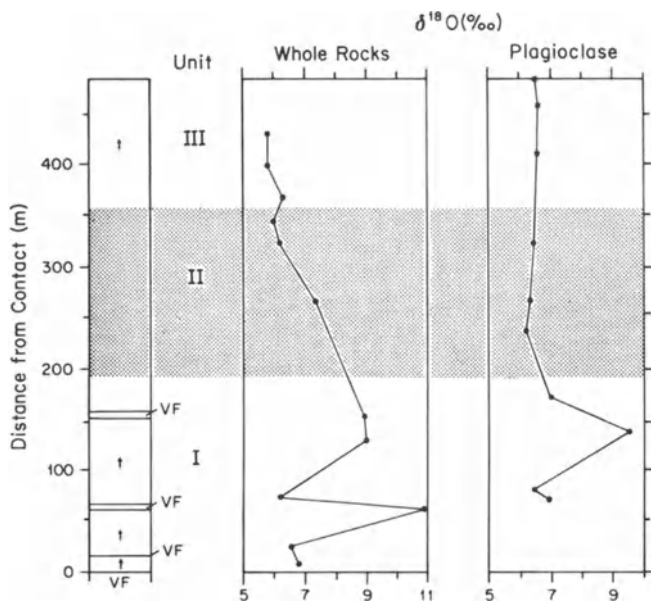 δ¹⁸O(‰)
Unit Whole Rocks Plagioclase
Distance from Contact (m)
III
400
300
II
200
VF
I
100
VF
VF
0
VF
5 7 9 11 5 7 9